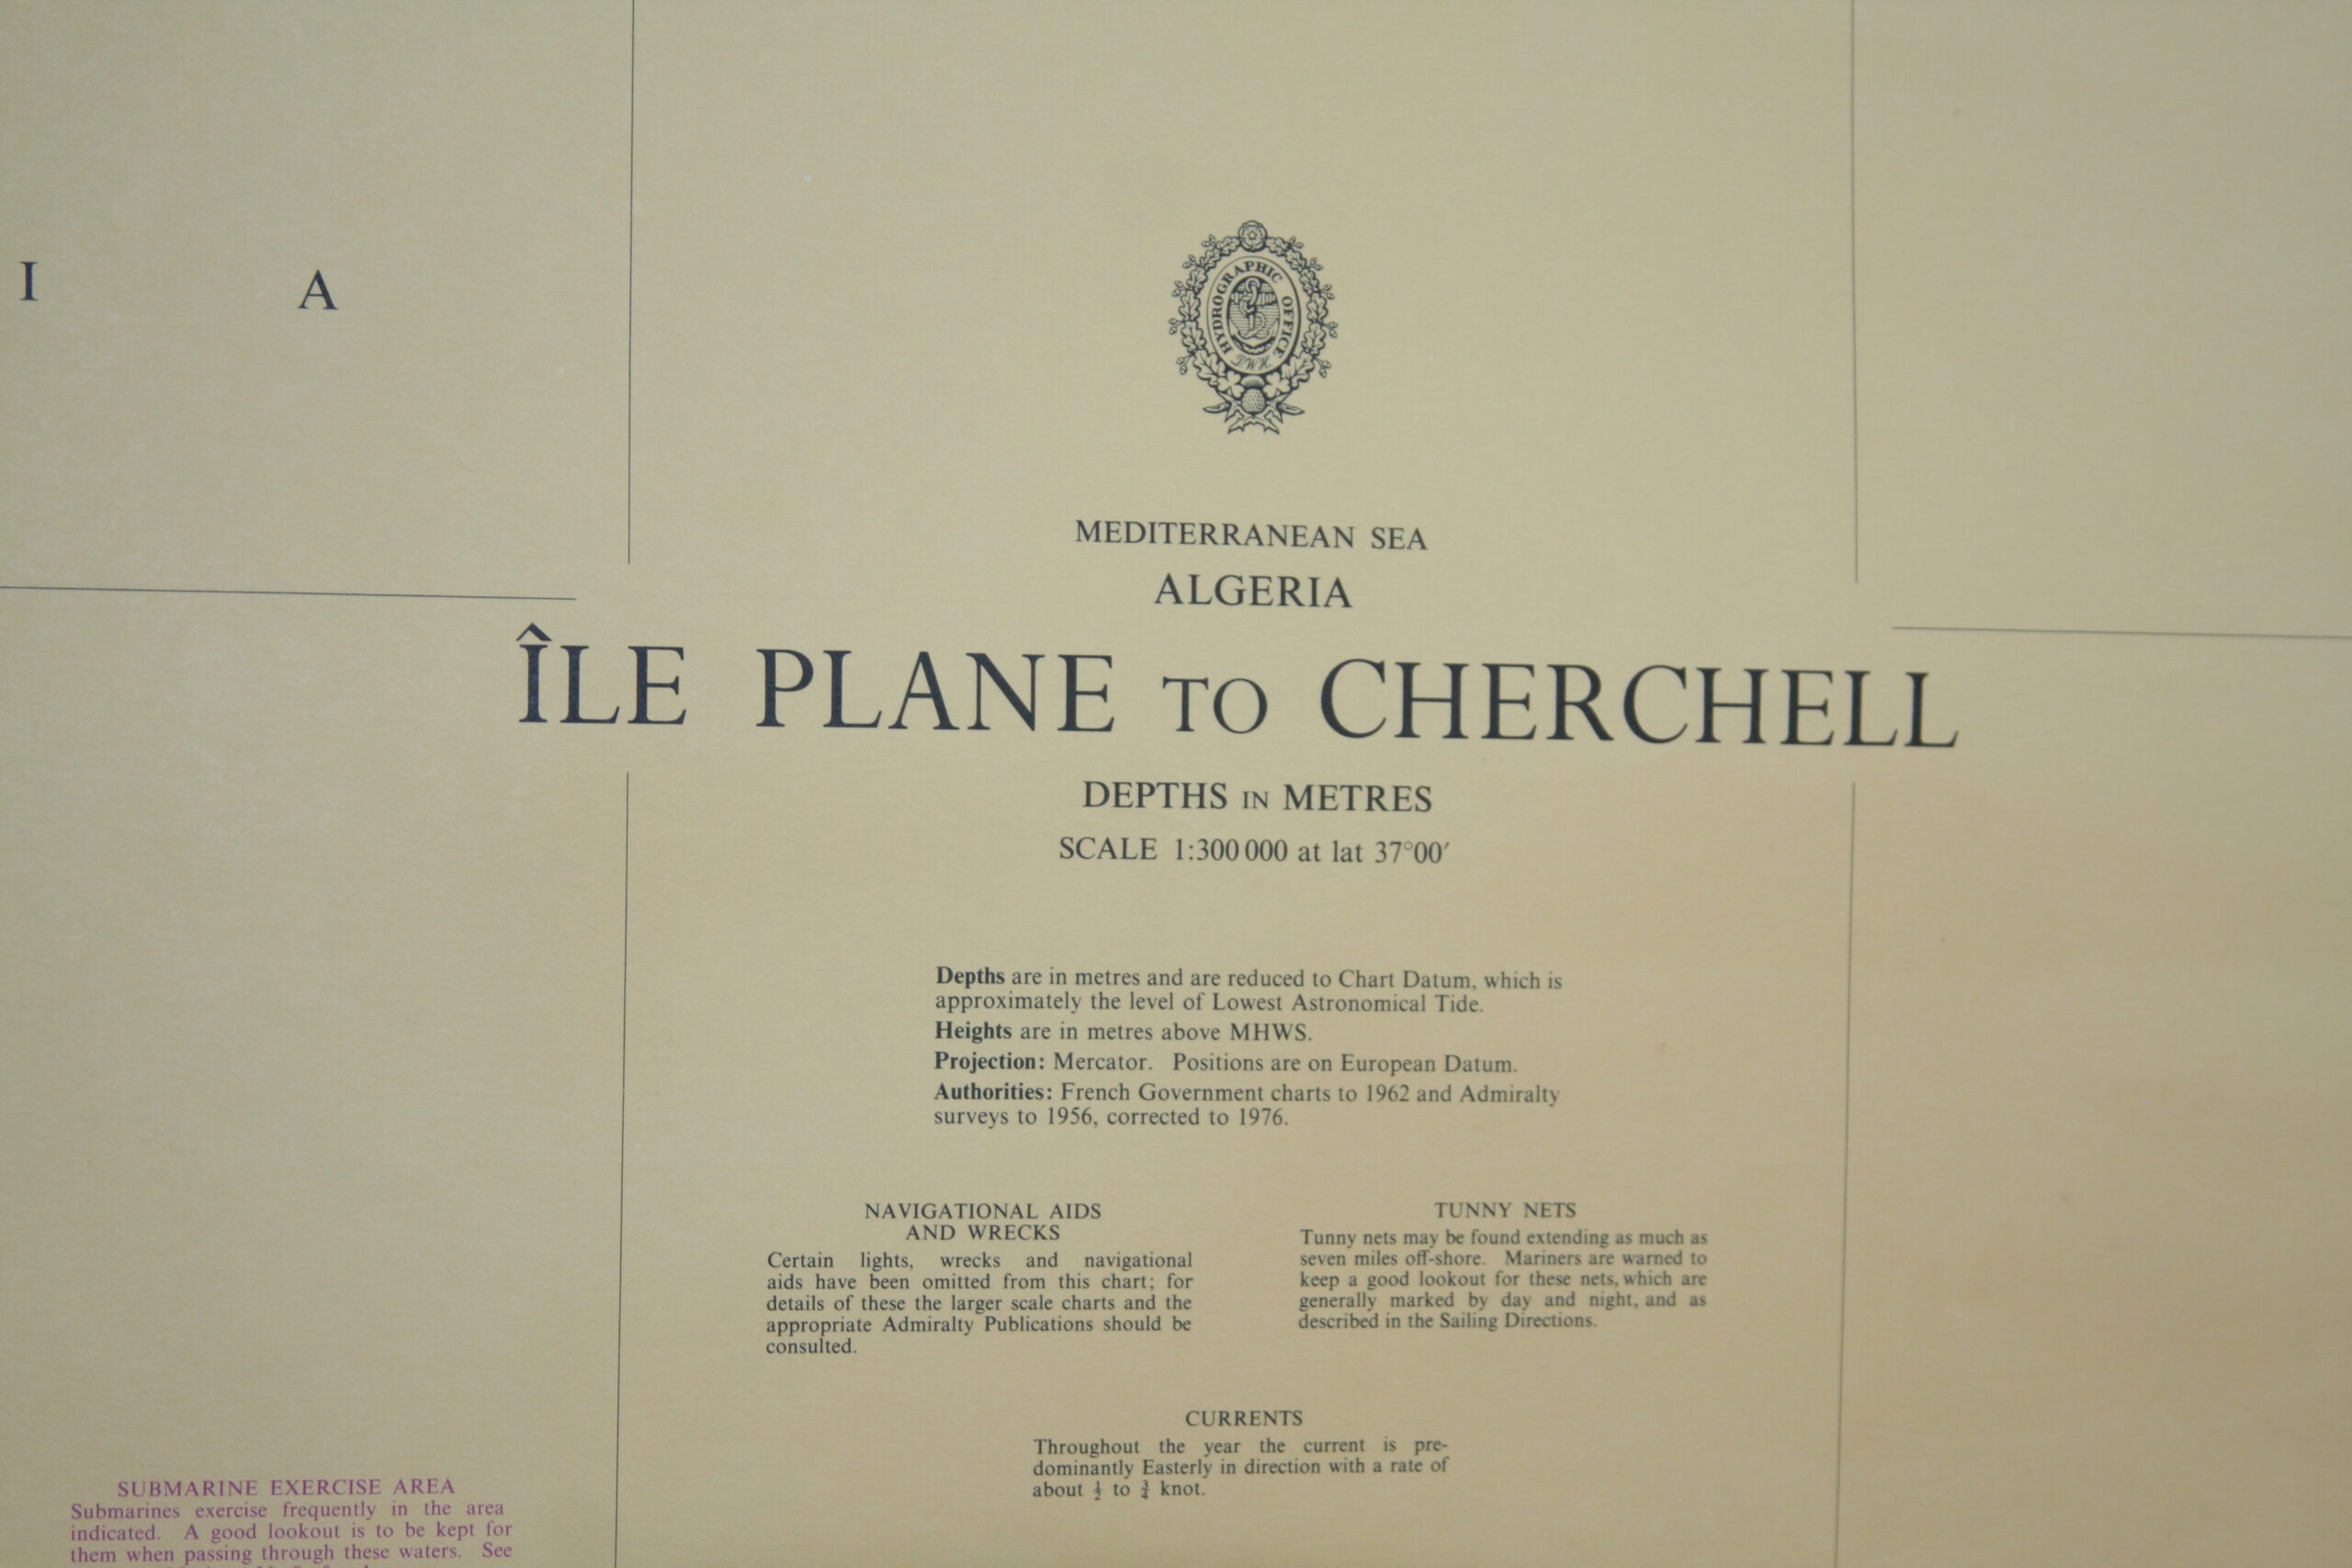 I A
HYDROGRAPHIC OFFICE
MEDITERRANEAN SEA
ALGERIA
ÎLE PLANE TO CHERCHELL
DEPTHS IN METRES
SCALE 1:300 000 at lat 37°00′
Depths are in metres and are reduced to Chart Datum, which is
approximately the level of Lowest Astronomical Tide.
Heights are in metres above MHWS.
Projection: Mercator. Positions are on European Datum.
Authorities: French Government charts to 1962 and Admiralty
surveys to 1956, corrected to 1976.
NAVIGATIONAL AIDS
AND WRECKS
Certain lights, wrecks and navigational
aids have been omitted from this chart; for
details of these the larger scale charts and the
appropriate Admiralty Publications should be
consulted.
TUNNY NETS
Tunny nets may be found extending as much as
seven miles off-shore. Mariners are warned to
keep a good lookout for these nets, which are
generally marked by day and night, and as
described in the Sailing Directions.
CURRENTS
Throughout the year the current is pre-
dominantly Easterly in direction with a rate of
about ½ to ¾ knot.
SUBMARINE EXERCISE AREA
Submarines exercise frequently in the area
indicated. A good lookout is to be kept for
them when passing through these waters. See